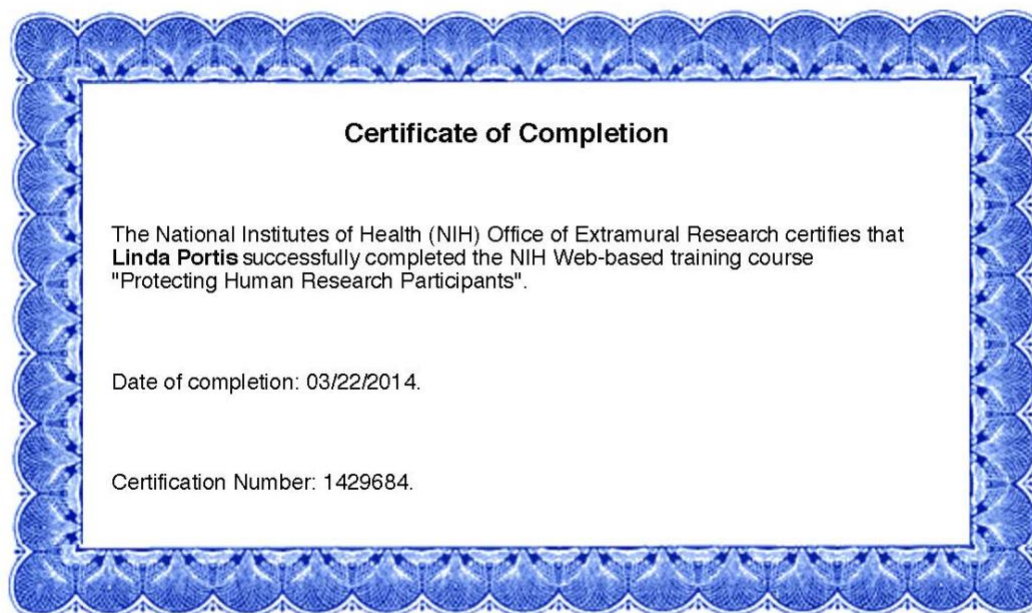 Certificate of Completion
The National Institutes of Health (NIH) Office of Extramural Research certifies that
Linda Portis successfully completed the NIH Web-based training course
"Protecting Human Research Participants".
Date of completion: 03/22/2014.
Certification Number: 1429684.